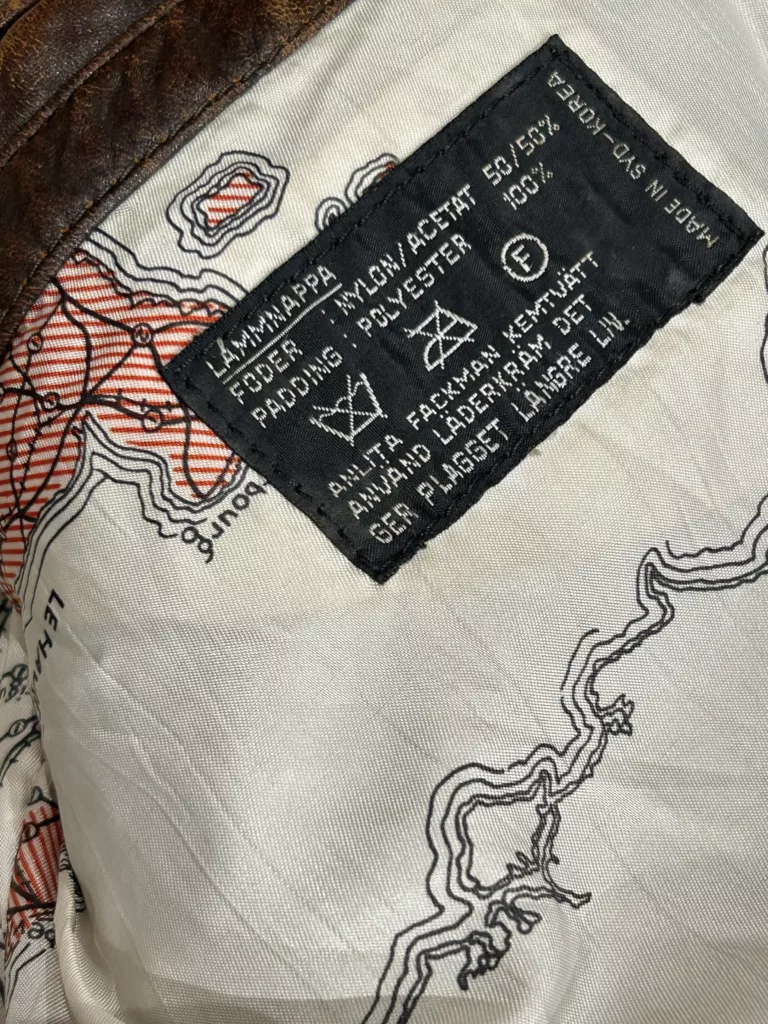 LAMMNAPPA
FODER : NYLON/ACETAT 50/50%
PADDING : POLYESTER 100%
F
ANLITA FACKMAN KEMTVÄTT
ANVÄND LÄDERKRÄM DET
GER PLAGGET LÄNGRE LIV.
MADE IN SYD-KOREA